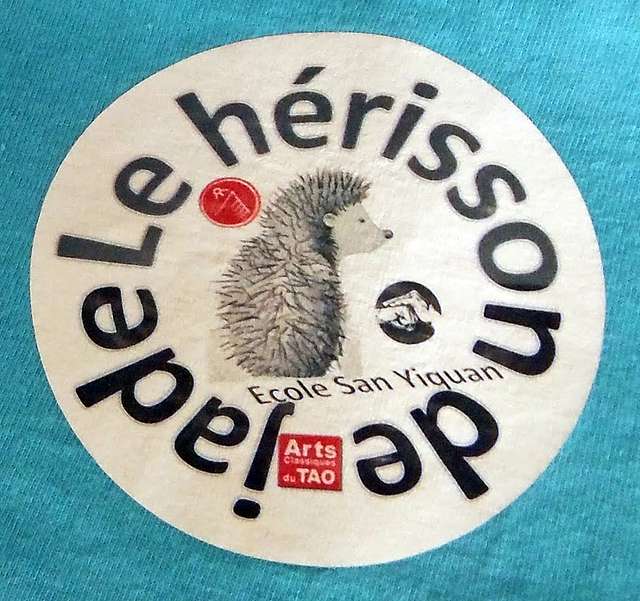 Le hérisson de jade
Ecole San Yiquan
Arts
Classiques
du TAO